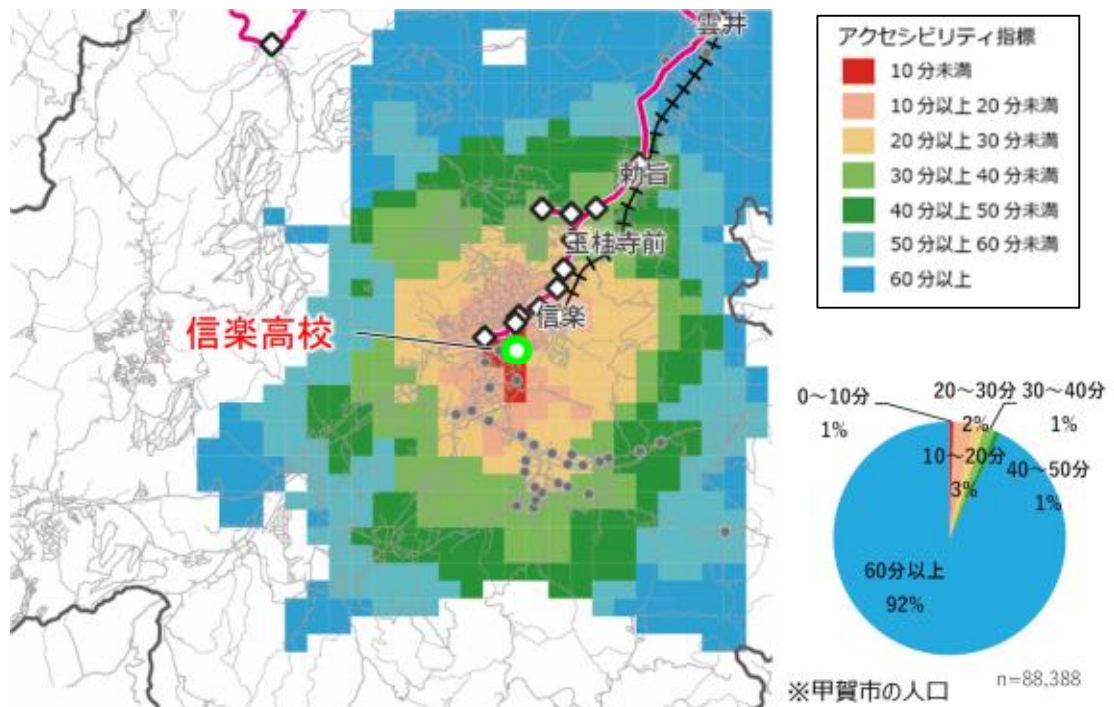 雲井
勅旨
玉桂寺前
信楽
信楽高校
アクセシビリティ指標
10分未満
10分以上 20分未満
20分以上 30分未満
30分以上 40分未満
40分以上 50分未満
50分以上 60分未満
60分以上
0~10分
1%
20~30分
2%
30~40分
1%
10~20分
3%
40~50分
1%
60分以上
92%
※甲賀市の人口
n=88,388